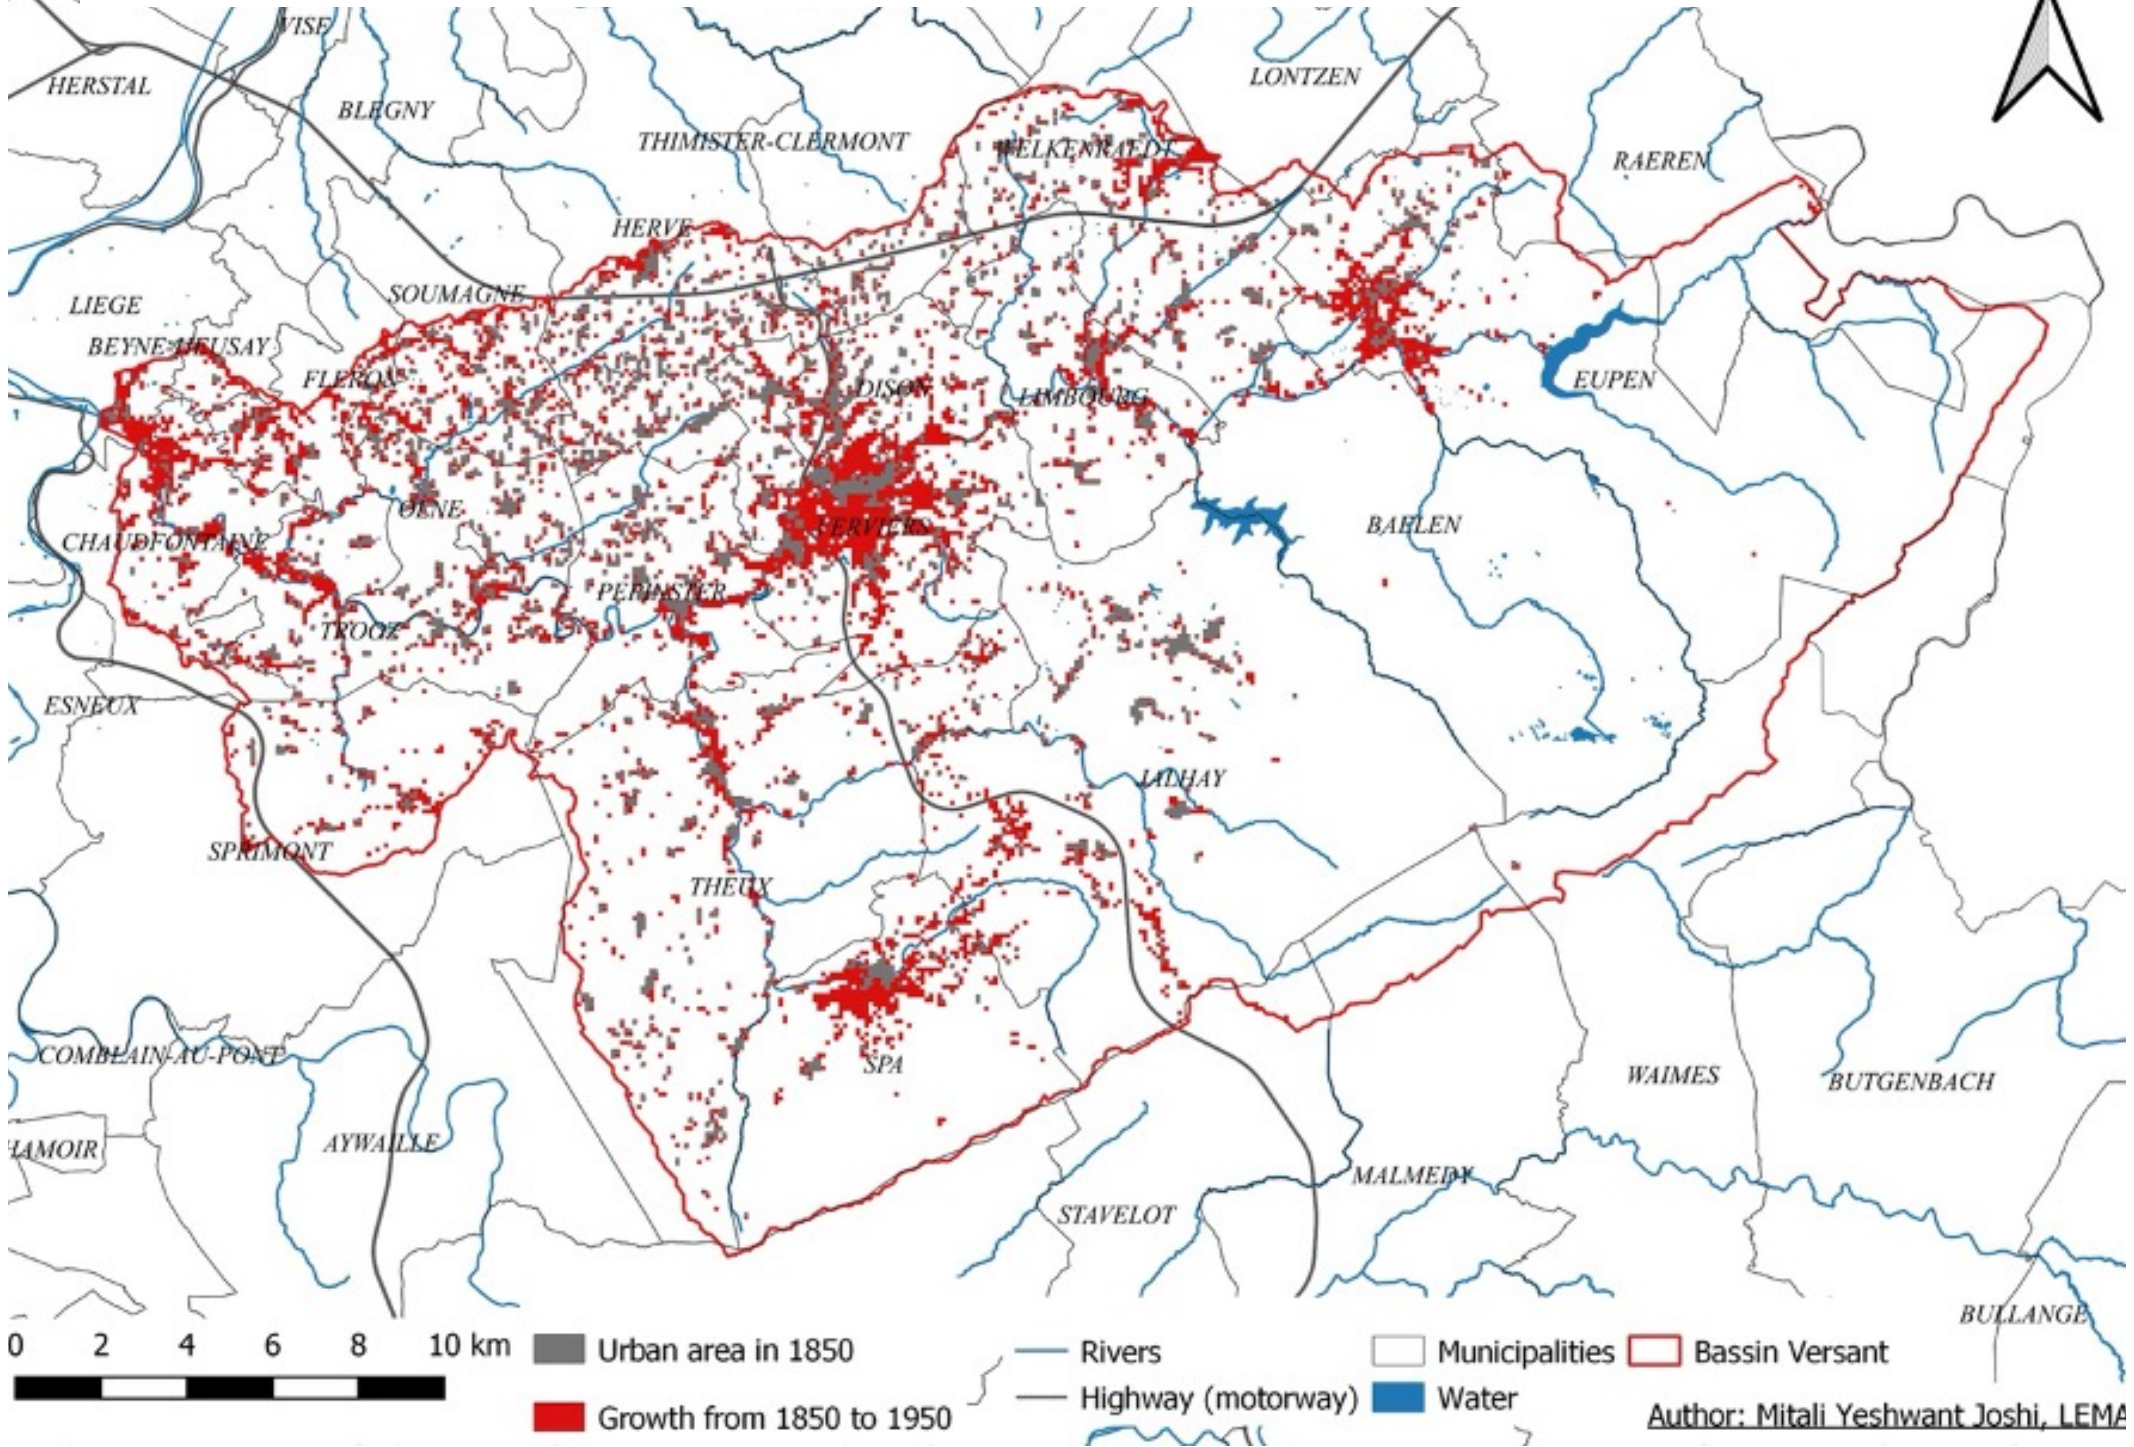 VISE
HERSTAL
BLEGNY
LONTZEN
THIMISTER-CLERMONT
WELKENRAEDT
RAEREN
HERVE
SOUMAGNE
LIEGE
BEYNE-HEUSAY
FLERON
DISON
EUPEN
LIMBOURG
OLNE
VERVIERS
BAELEN
CHAUDFONTAINE
PEPINSTER
TROOZ
ESNEUX
JALHAY
SPRIMONT
THEUX
COMBLAIN-AU-PONT
SPA
WAIMES
BUTGENBACH
HAMOIR
AYWAILLE
MALMEDY
STAVELOT
BULLANGE
0 2 4 6 8 10 km
Urban area in 1850
Rivers
Municipalities
Bassin Versant
Growth from 1850 to 1950
Highway (motorway)
Water
Author: Mitali Yeshwant Joshi, LEMA